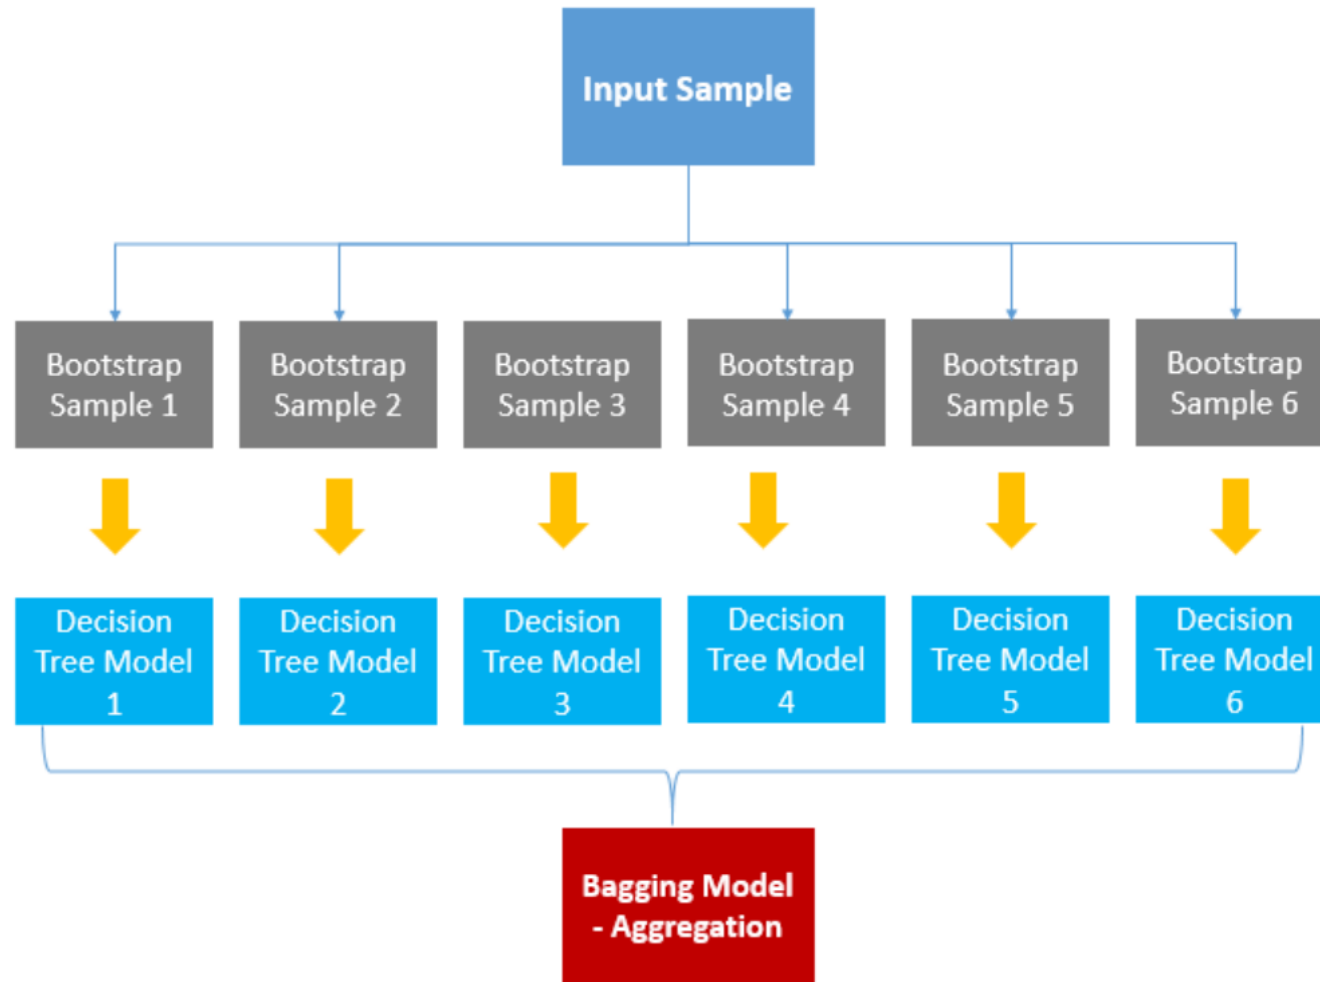 Input Sample
Bootstrap
Sample 1
Bootstrap
Sample 2
Bootstrap
Sample 3
Bootstrap
Sample 4
Bootstrap
Sample 5
Bootstrap
Sample 6
Decision
Tree Model
1
Decision
Tree Model
2
Decision
Tree Model
3
Decision
Tree Model
4
Decision
Tree Model
5
Decision
Tree Model
6
Bagging Model
- Aggregation